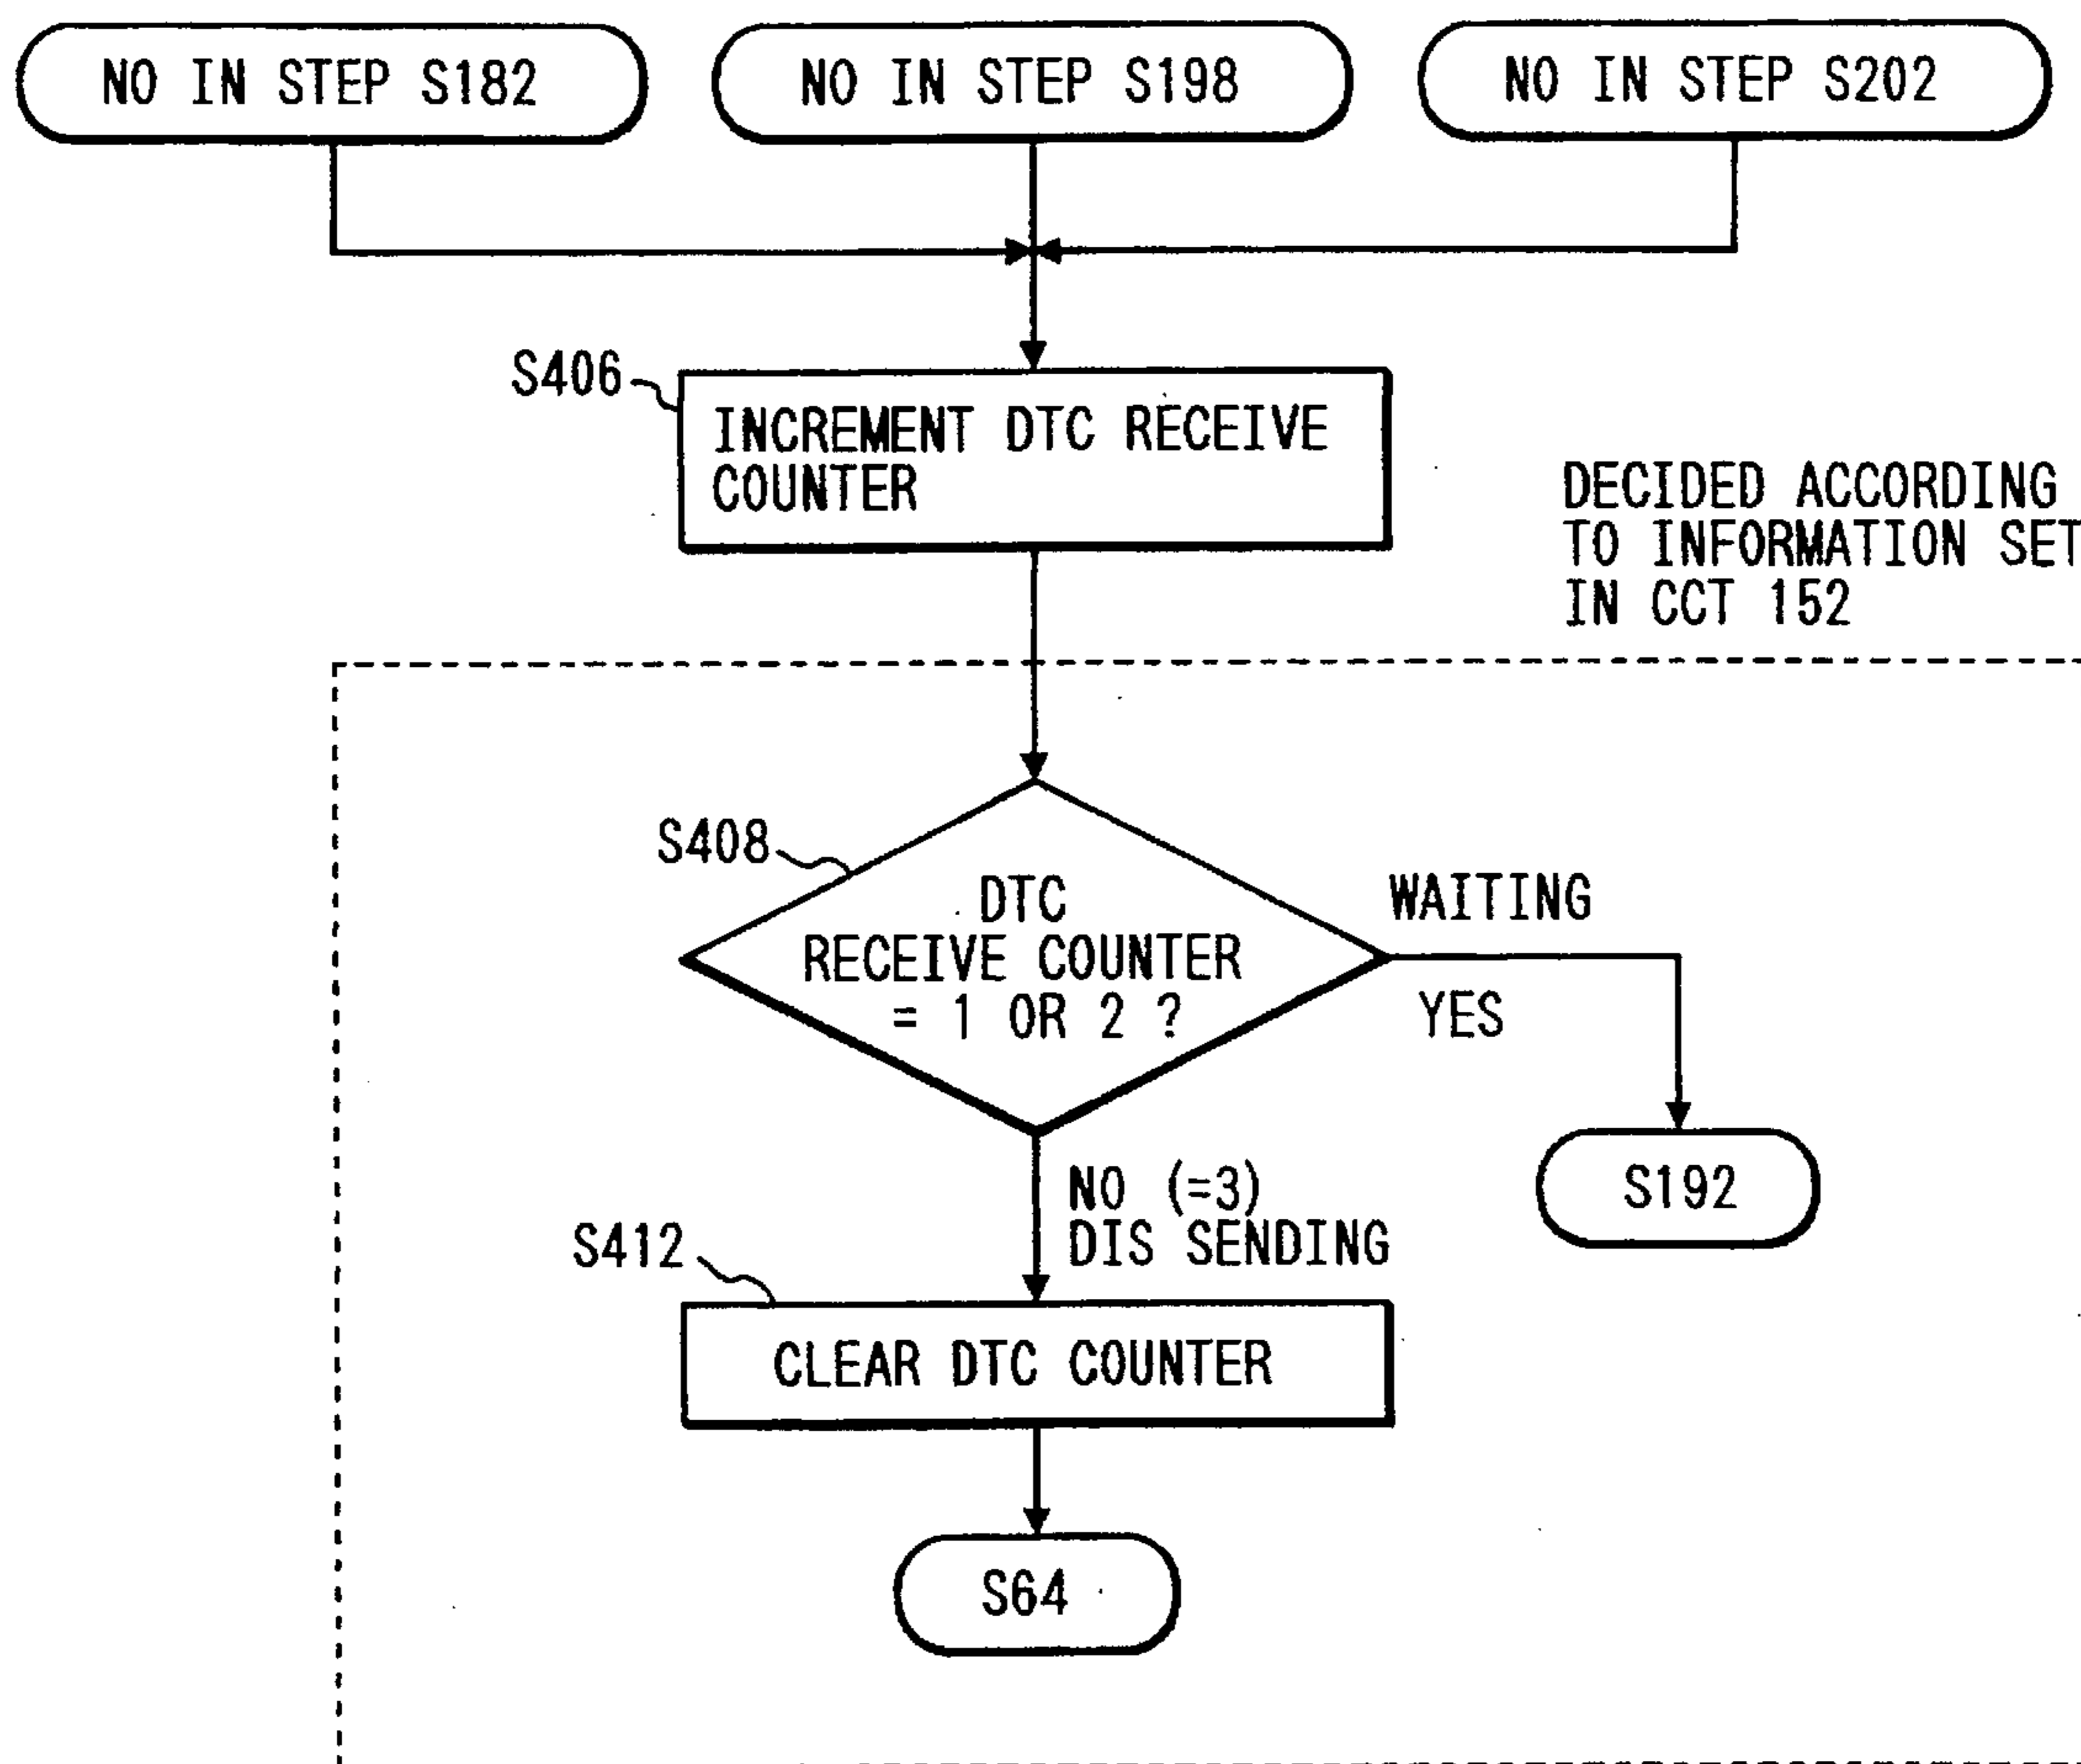 NO IN STEP S182
NO IN STEP S198
NO IN STEP S202
S406
INCREMENT DTC RECEIVE
COUNTER
DECIDED ACCORDING
TO INFORMATION SET
IN CCT 152
S408
DTC
RECEIVE COUNTER
= 1 OR 2 ?
WAITING
YES
S192
NO (=3)
DIS SENDING
S412
CLEAR DTC COUNTER
S64